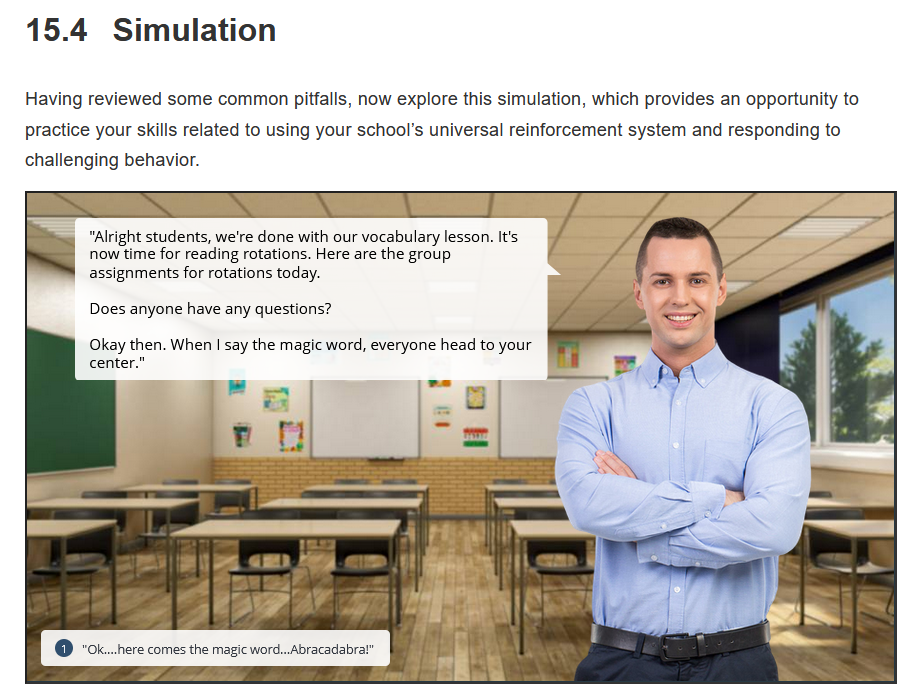 15.4 Simulation
Having reviewed some common pitfalls, now explore this simulation, which provides an opportunity to
practice your skills related to using your school’s universal reinforcement system and responding to
challenging behavior.
"Alright students, we're done with our vocabulary lesson. It's
now time for reading rotations. Here are the group
assignments for rotations today.
Does anyone have any questions?
Okay then. When I say the magic word, everyone head to your
center."
1 "Ok....here comes the magic word...Abracadabra!"